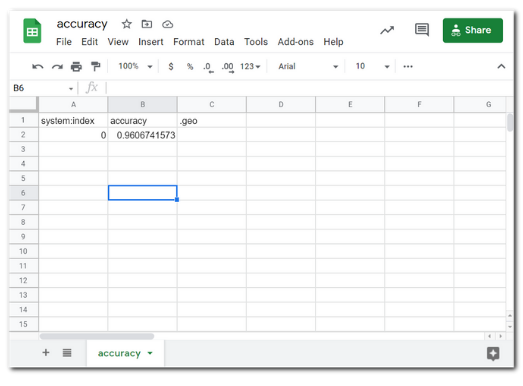 accuracy
File Edit View Insert Format Data Tools Add-ons Help
Share
100% $ % .0 .00 123 Arial 10
B6 fx
A B C D E F G
1 system:index accuracy .geo
2 0 0.9606741573
3
4
5
6
7
8
9
10
11
12
13
14
15
accuracy